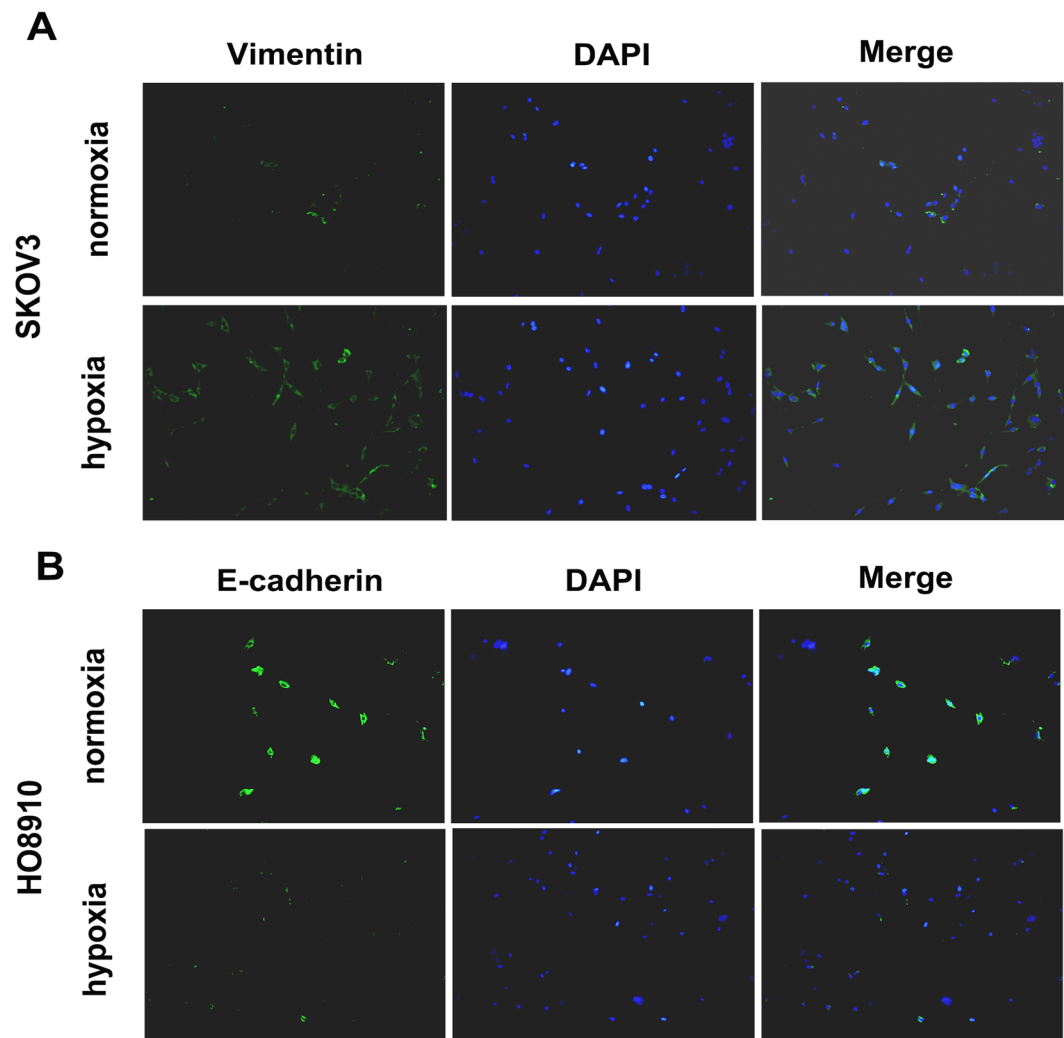 A
Vimentin DAPI Merge
SKOV3
normoxia
hypoxia
B
E-cadherin DAPI Merge
HO8910
normoxia
hypoxia